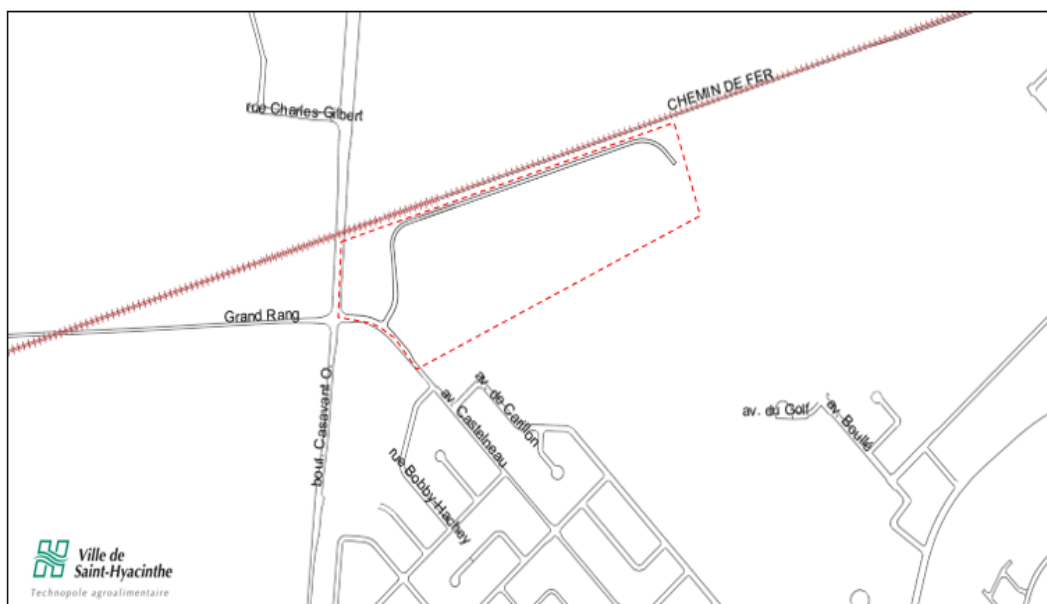 CHEMIN DE FER
rue Charles Gilbert
Grand Rang
boul. Casavant O.
av. de Carillon
av. Castelneau
rue Bobby-Hachey
av. du Golf
av. Bouillé
Ville de
Saint-Hyacinthe
Technopole agroalimentaire